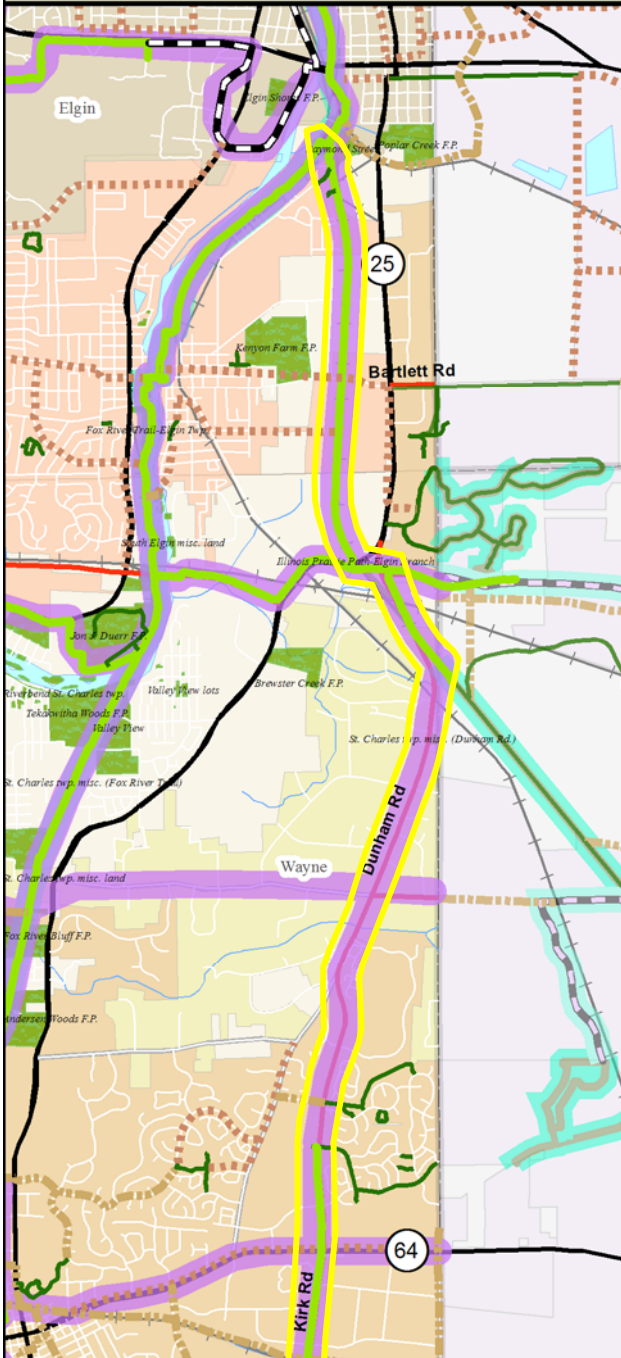 Elgin
Elgin Shores F.P.
Raymond Street
Poplar Creek F.P.
25
Kenyon Farm F.P.
Bartlett Rd
Fox River Trail-Elgin Twp.
South Elgin misc. land
Illinois Prairie Path-Elgin Branch
Jon J. Duerr F.P.
Riverbend St. Charles twp.
Valley View lots
Brewster Creek F.P.
Tekakwitha Woods F.P.
Valley View
St. Charles twp. misc. (Dunham Rd.)
St. Charles twp. misc. (Fox River Trail)
Dunham Rd
Wayne
St. Charles twp. misc. land
Fox River Bluff F.P.
Andersen Woods F.P.
64
Kirk Rd